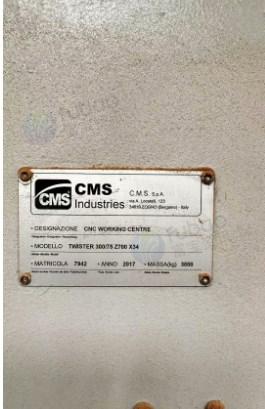 CMS
CMS
Industries
C.M.S. S.p.A.
via A. Locatelli, 123
24019 ZOGNO (Bergamo) - Italy
• DESIGNAZIONE CNC WORKING CENTRE
• MODELLO TWISTER 300/75 Z700 X34
• MATRICOLA 7942 • ANNO 2017 • MASSA(kg)